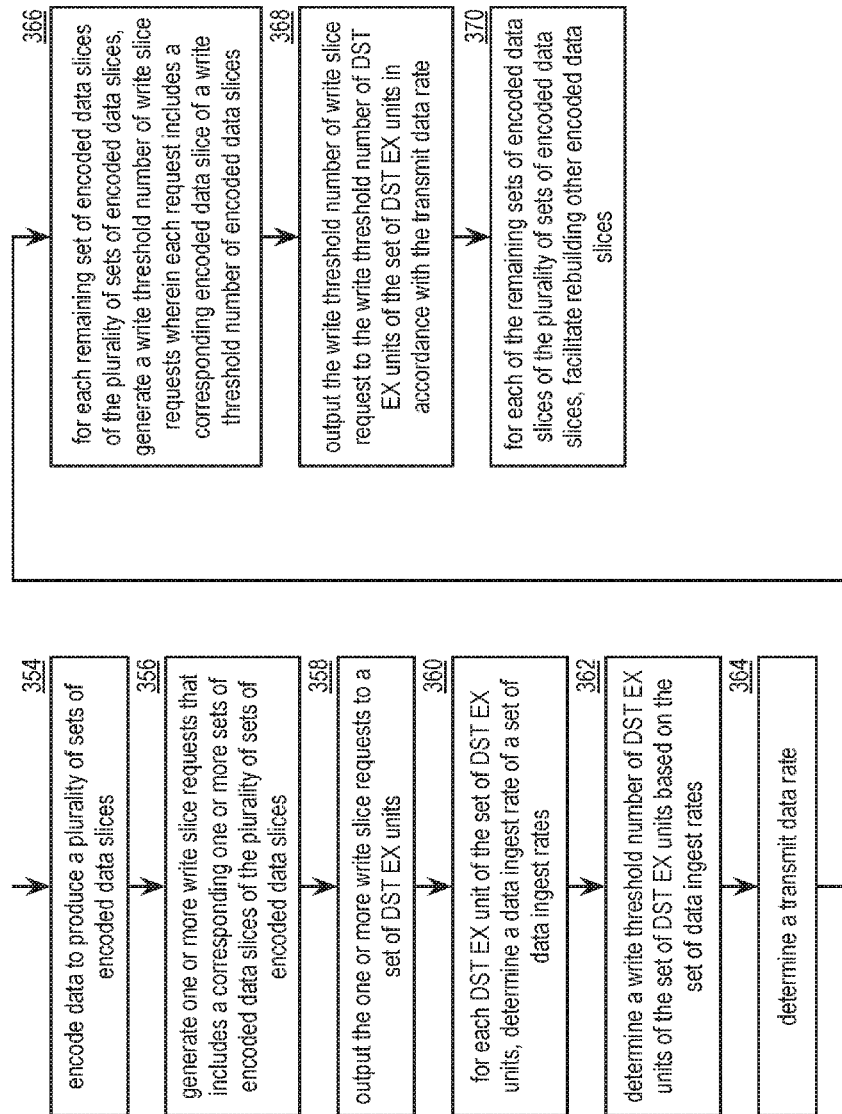 354
encode data to produce a plurality of sets of
encoded data slices
356
generate one or more write slice requests that
includes a corresponding one or more sets of
encoded data slices of the plurality of sets of
encoded data slices
358
output the one or more write slice requests to a
set of DST EX units
360
for each DST EX unit of the set of DST EX
units, determine a data ingest rate of a set of
data ingest rates
362
determine a write threshold number of DST EX
units of the set of DST EX units based on the
set of data ingest rates
364
determine a transmit data rate
366
for each remaining set of encoded data slices
of the plurality of sets of encoded data slices,
generate a write threshold number of write slice
requests wherein each request includes a
corresponding encoded data slice of a write
threshold number of encoded data slices
368
output the write threshold number of write slice
request to the write threshold number of DST
EX units of the set of DST EX units in
accordance with the transmit data rate
370
for each of the remaining sets of encoded data
slices of the plurality of sets of encoded data
slices, facilitate rebuilding other encoded data
slices